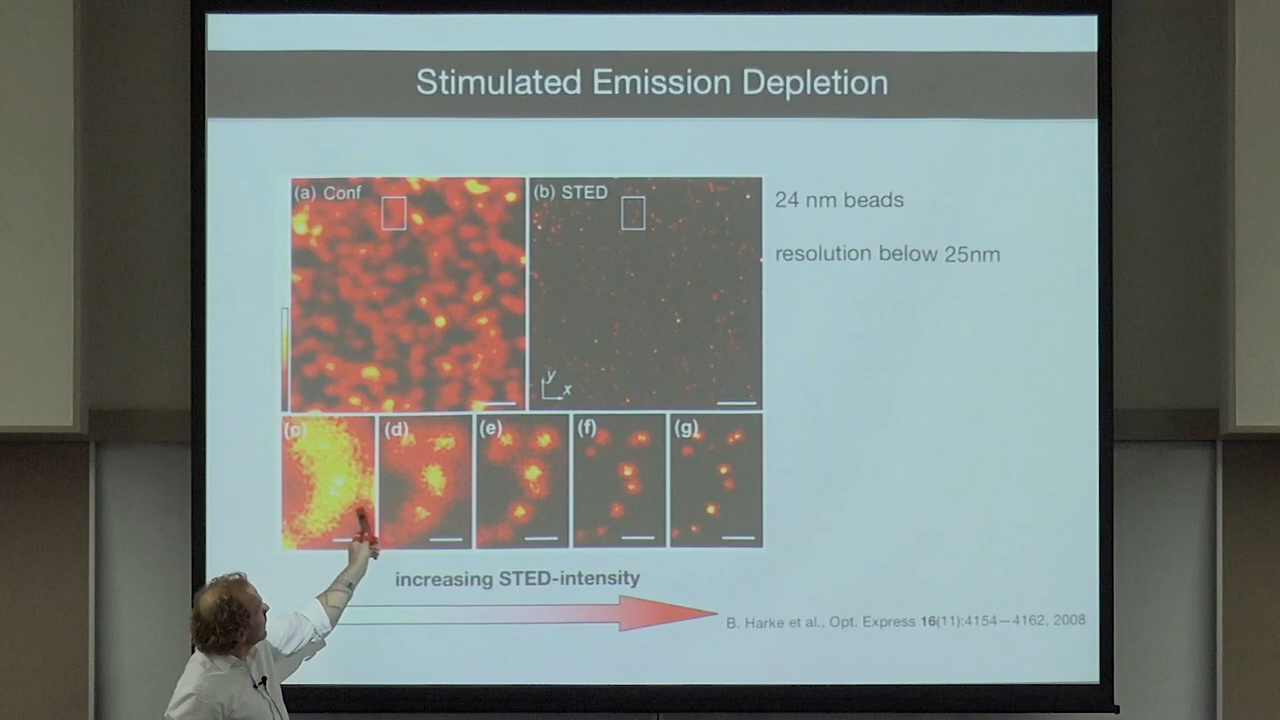 Stimulated Emission Depletion
(a) Conf
(b) STED
24 nm beads
resolution below 25nm
y
x
(c)
(d)
(e)
(f)
(g)
increasing STED-intensity
B. Harke et al., Opt. Express 16(11):4154—4162, 2008